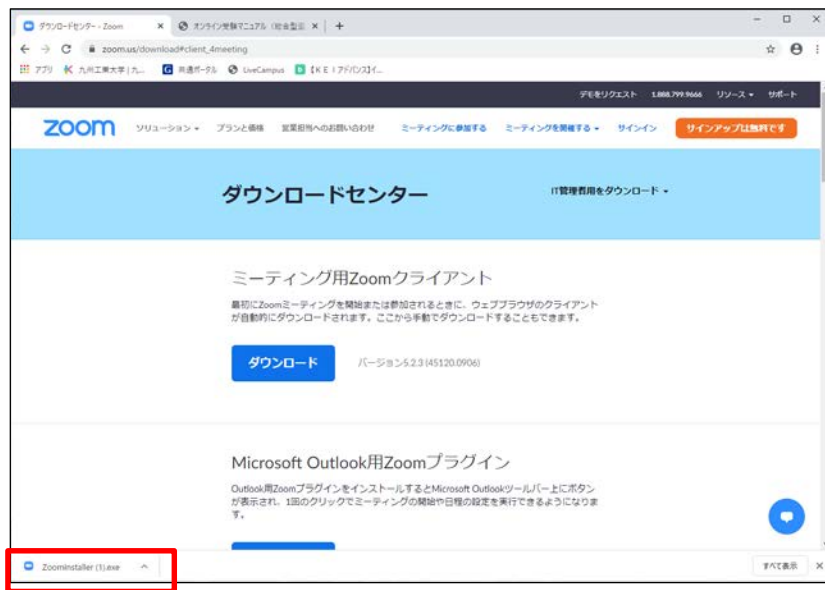 ダウンロードセンター - Zoom
オンライン受験マニュアル（総合型選
zoom.us/download#client_4meeting
アプリ
九州工業大学 | 九...
共通ポータル
LiveCampus
【ＫＥＩアドバンス】イ...
デモをリクエスト 1.888.799.9666 リソース サポート
zoom ソリューション プランと価格 営業担当へのお問い合わせ ミーティングに参加する ミーティングを開催する サインイン サインアップは無料です
ダウンロードセンター
IT管理者用をダウンロード
ミーティング用Zoomクライアント
最初にZoomミーティングを開始または参加されるときに、ウェブブラウザのクライアント
が自動的にダウンロードされます。ここから手動でダウンロードすることもできます。
ダウンロード バージョン5.2.3 (45120.0906)
Microsoft Outlook用Zoomプラグイン
Outlook用ZoomプラグインをインストールするとMicrosoft Outlookツールバー上にボタン
が表示され、1回のクリックでミーティングの開始や日程の設定を実行できるようになりま
す。
ZoomInstaller (1).exe
すべて表示